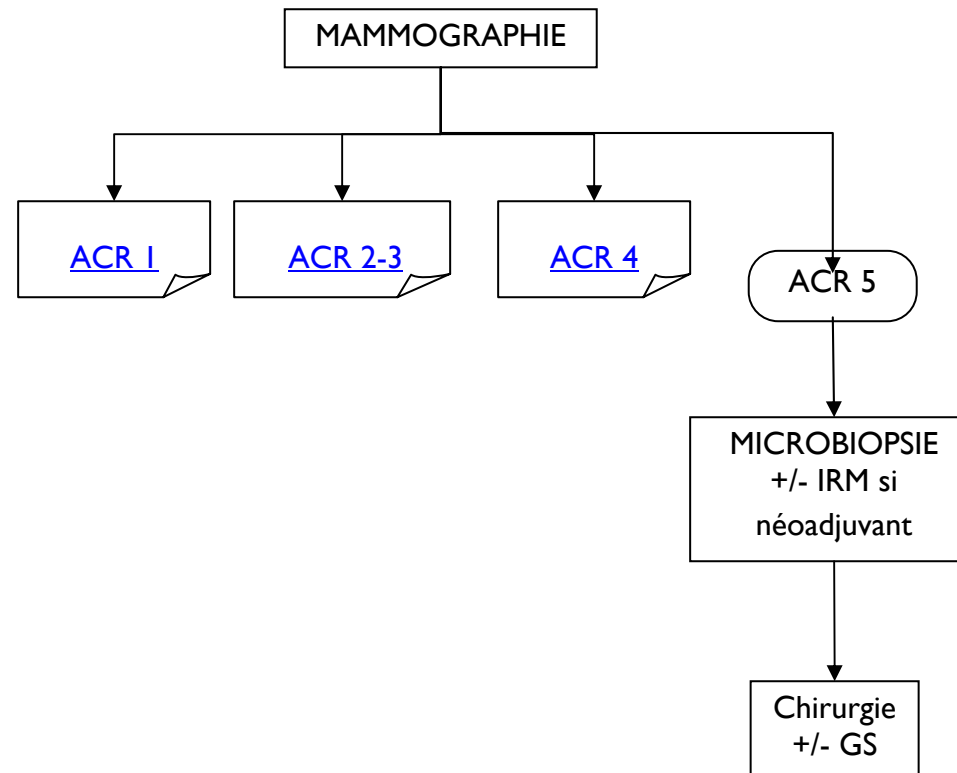 MAMMOGRAPHIE
ACR 1
ACR 2-3
ACR 4
ACR 5
MICROBIOPSIE
+/- IRM si
néoadjuvant
Chirurgie
+/- GS